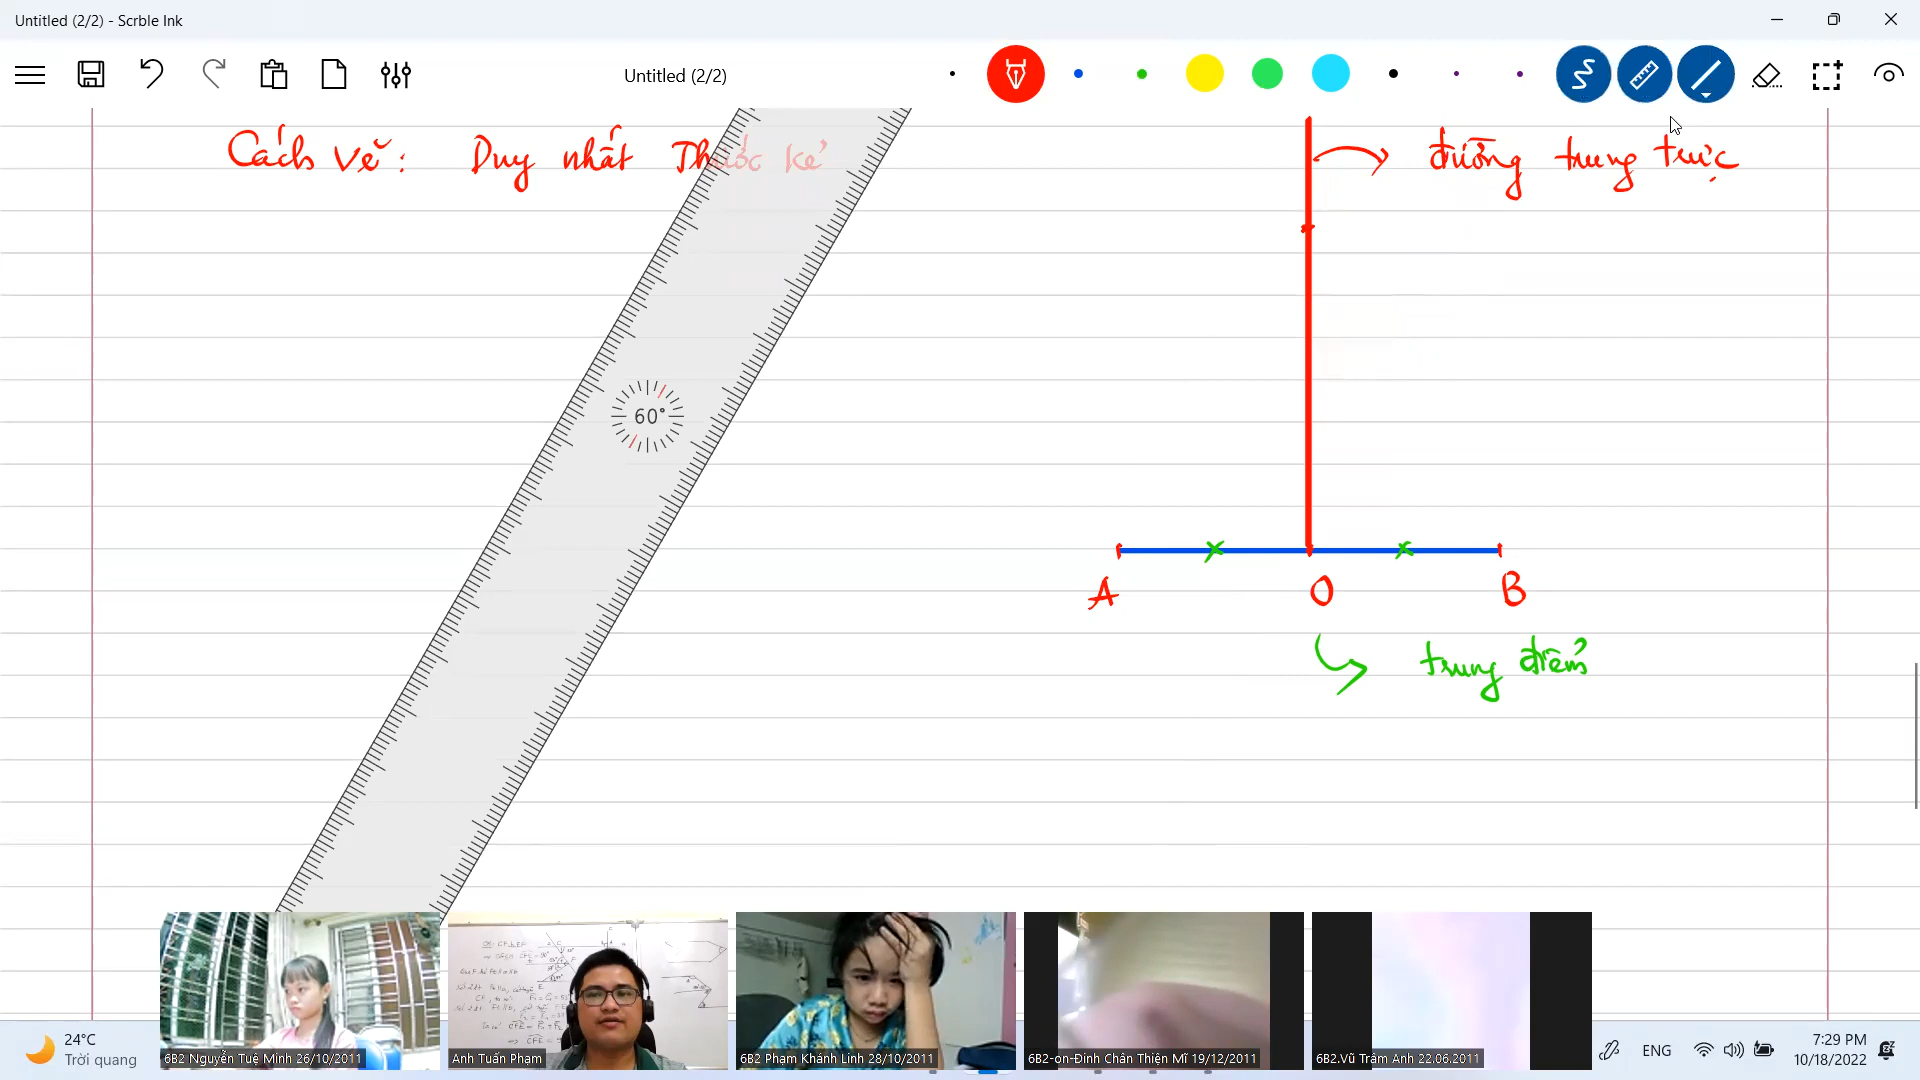 Untitled (2/2) - Scrble Ink
Untitled (2/2)
Cách vẽ: Duy nhất Thước kẻ
đường trung trực
60°
A O B
trung điểm
6B2 Nguyễn Tuệ Minh 26/10/2011
Anh Tuấn Phạm
6B2 Phạm Khánh Linh 28/10/2011
6B2-on-Đinh Chán Thiện Mĩ 19/12/2011
6B2.Vũ Trâm Anh 22.06.2011
24°C
Trời quang
ENG
7:29 PM
10/18/2022